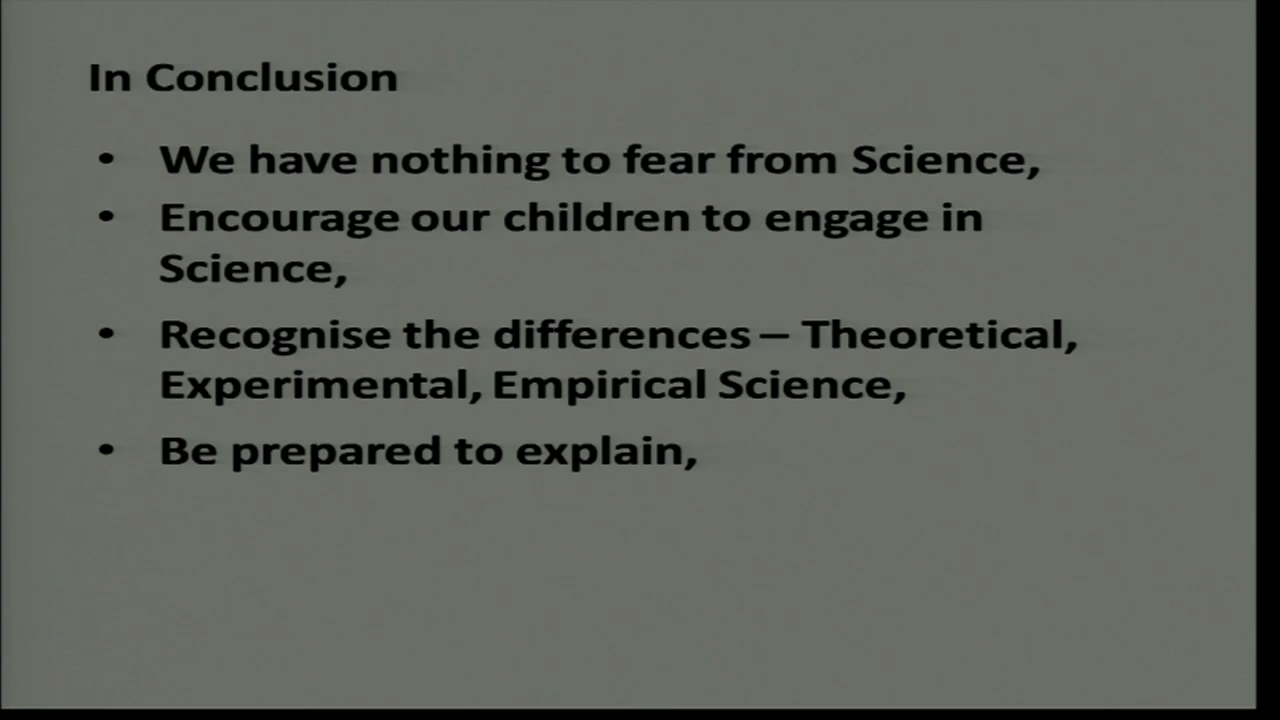 In Conclusion
• We have nothing to fear from Science,
• Encourage our children to engage in
Science,
• Recognise the differences – Theoretical,
Experimental, Empirical Science,
• Be prepared to explain,